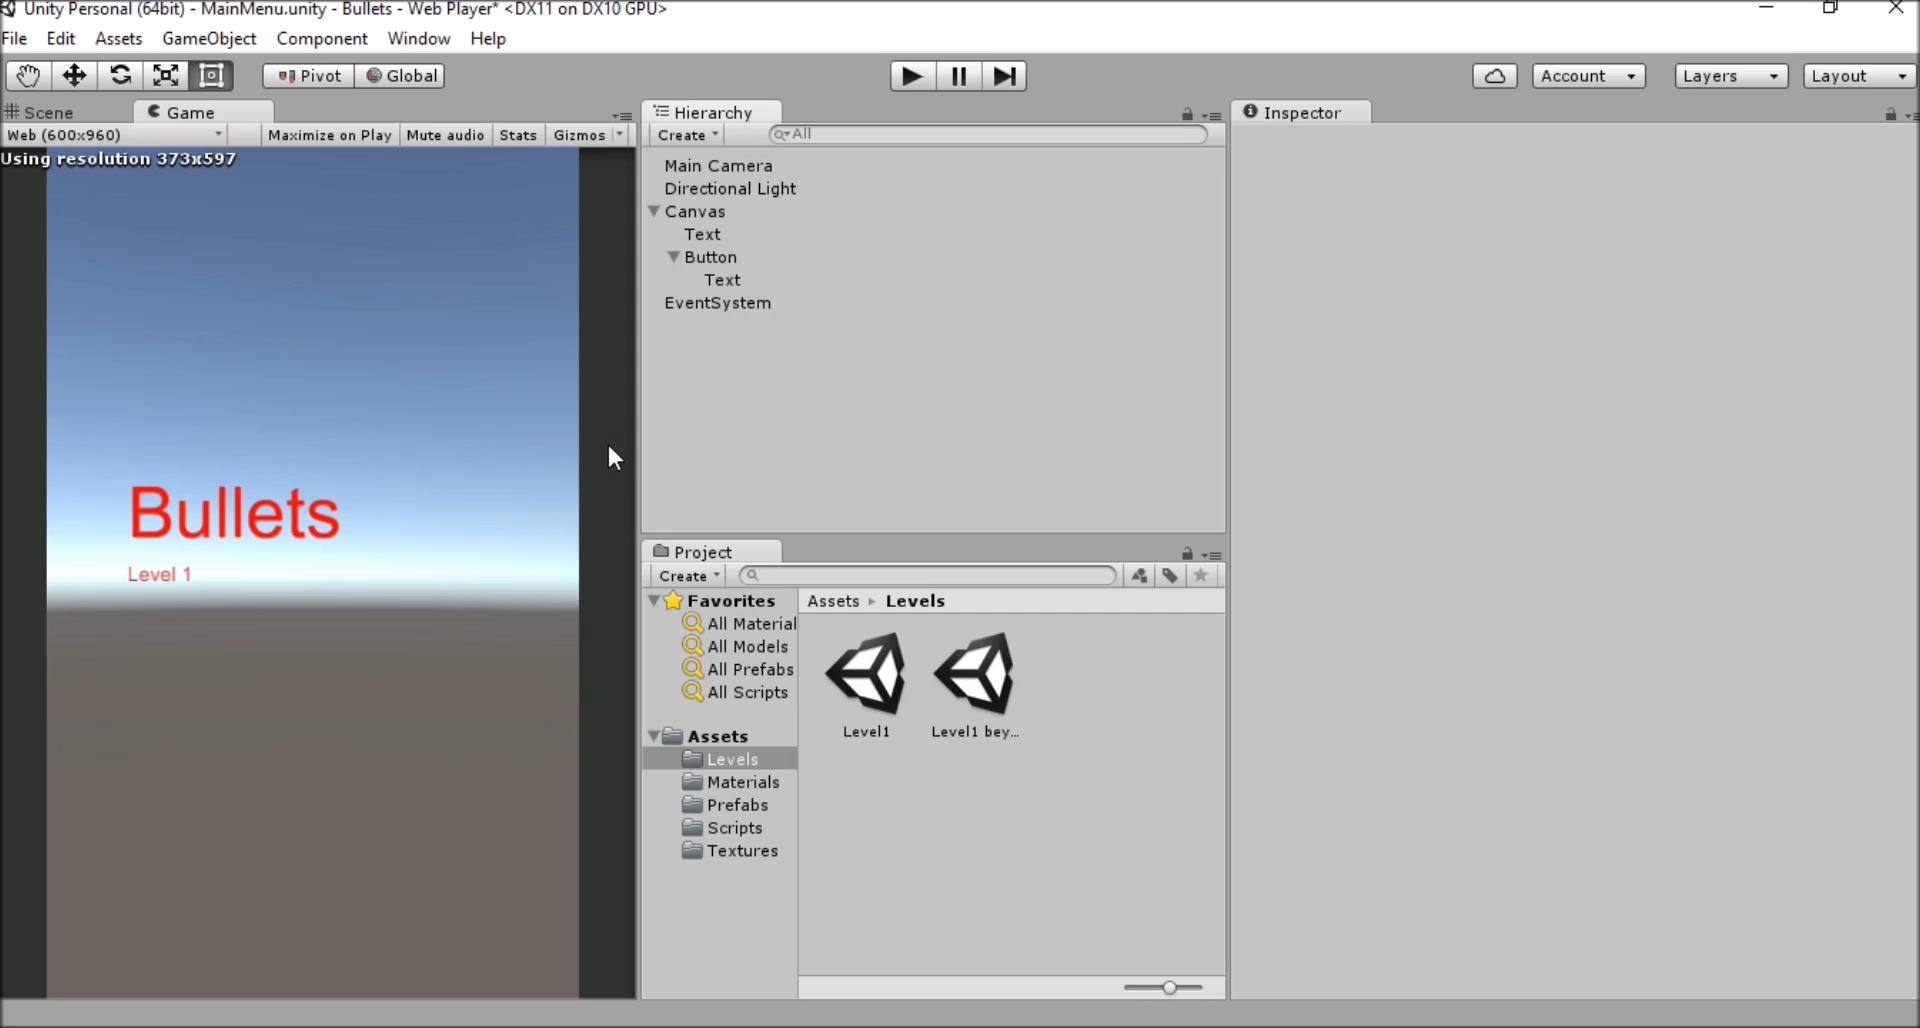 Unity Personal (64bit) - MainMenu.unity - Bullets - Web Player* <DX11 on DX10 GPU>
File Edit Assets GameObject Component Window Help
Pivot Global Account Layers Layout
Scene Game Hierarchy Inspector
Web (600x960) Maximize on Play Mute audio Stats Gizmos Create All
Using resolution 373x597
Main Camera
Directional Light
Canvas
Text
Button
Text
EventSystem
Bullets
Level 1
Project
Create
Favorites
All Material
All Models
All Prefabs
All Scripts
Assets
Levels
Materials
Prefabs
Scripts
Textures
Assets ▸ Levels
Level1 Level1 bey...